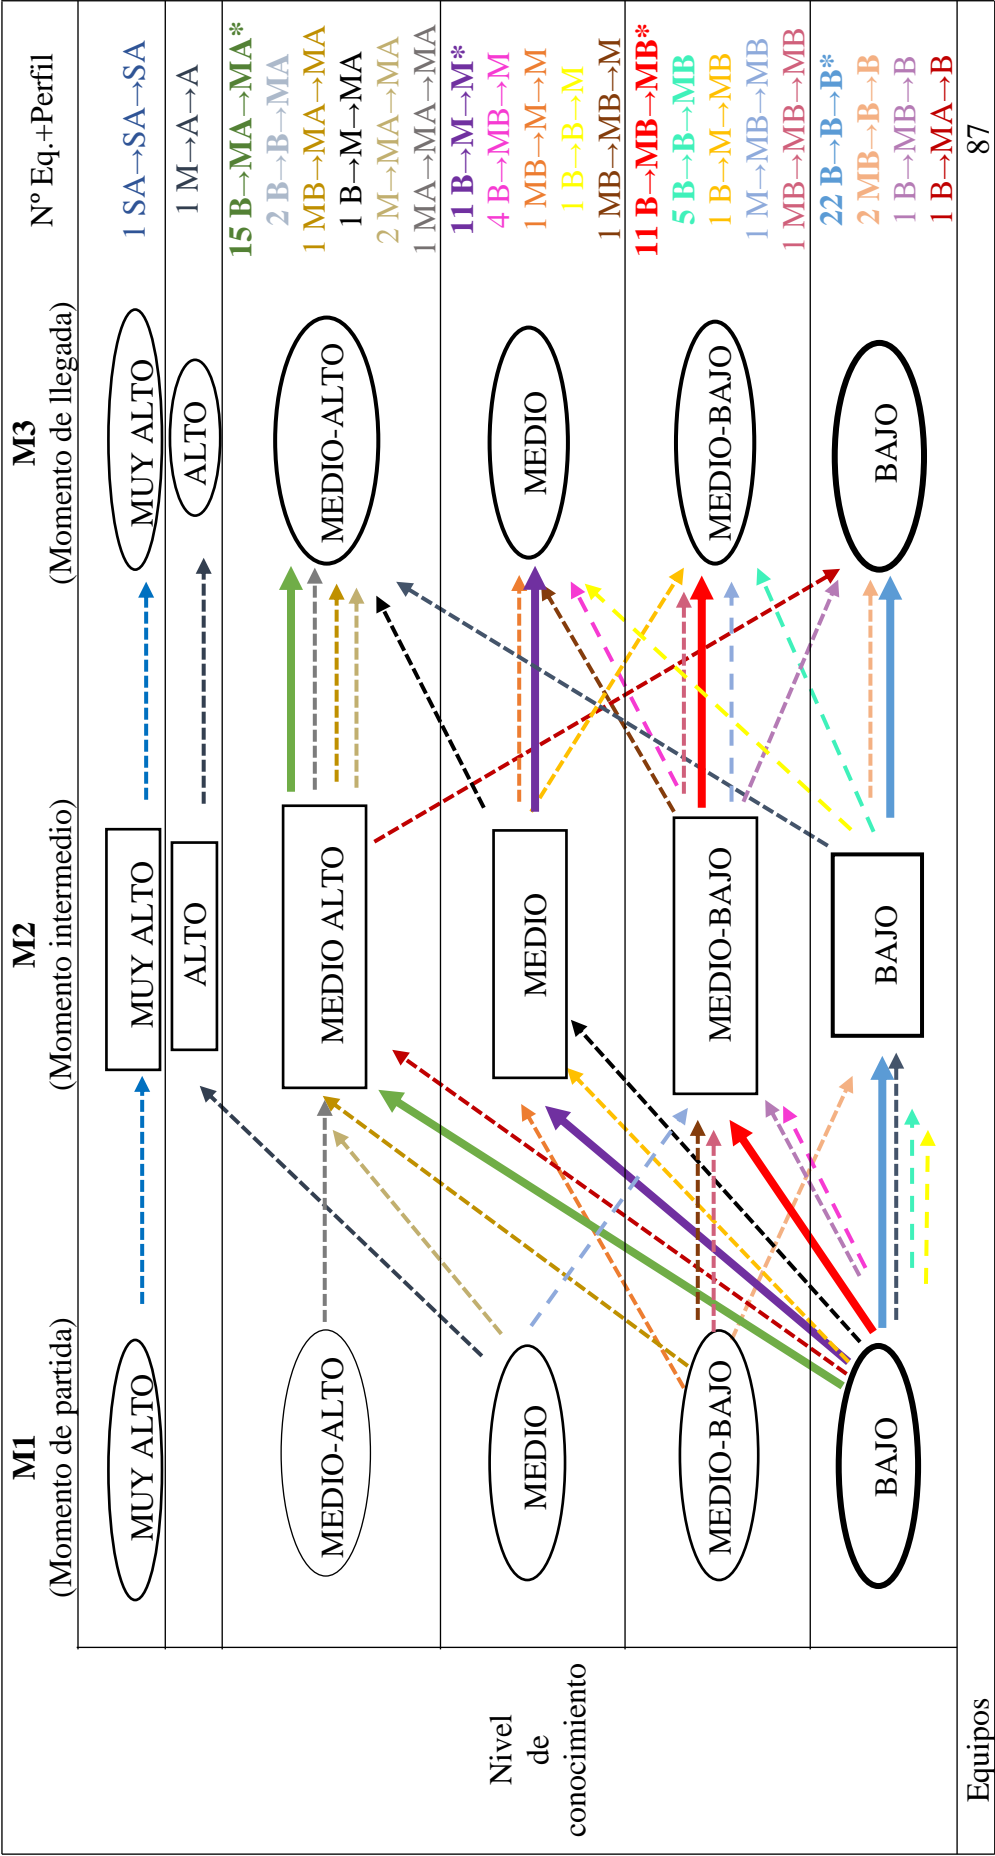 M1
(Momento de partida)
M2
(Momento intermedio)
M3
(Momento de llegada)
Nº Eq.+Perfil
Nivel
de
conocimiento
MUY ALTO
MUY ALTO
MUY ALTO
1 SA→SA→SA
ALTO
ALTO
1 M→A→A
MEDIO-ALTO
MEDIO ALTO
MEDIO-ALTO
15 B→MA→MA*
2 B→B→MA
1 MB→MA→MA
1 B→M→MA
2 M→MA→MA
1 MA→MA→MA
MEDIO
MEDIO
MEDIO
11 B→M→M*
4 B→MB→M
1 MB→M→M
1 B→B→M
1 MB→MB→M
MEDIO-BAJO
MEDIO-BAJO
MEDIO-BAJO
11 B→MB→MB*
5 B→B→MB
1 B→M→MB
1 M→MB→MB
1 MB→MB→MB
BAJO
BAJO
BAJO
22 B→B→B*
2 MB→B→B
1 B→MB→B
1 B→MA→B
Equipos
87